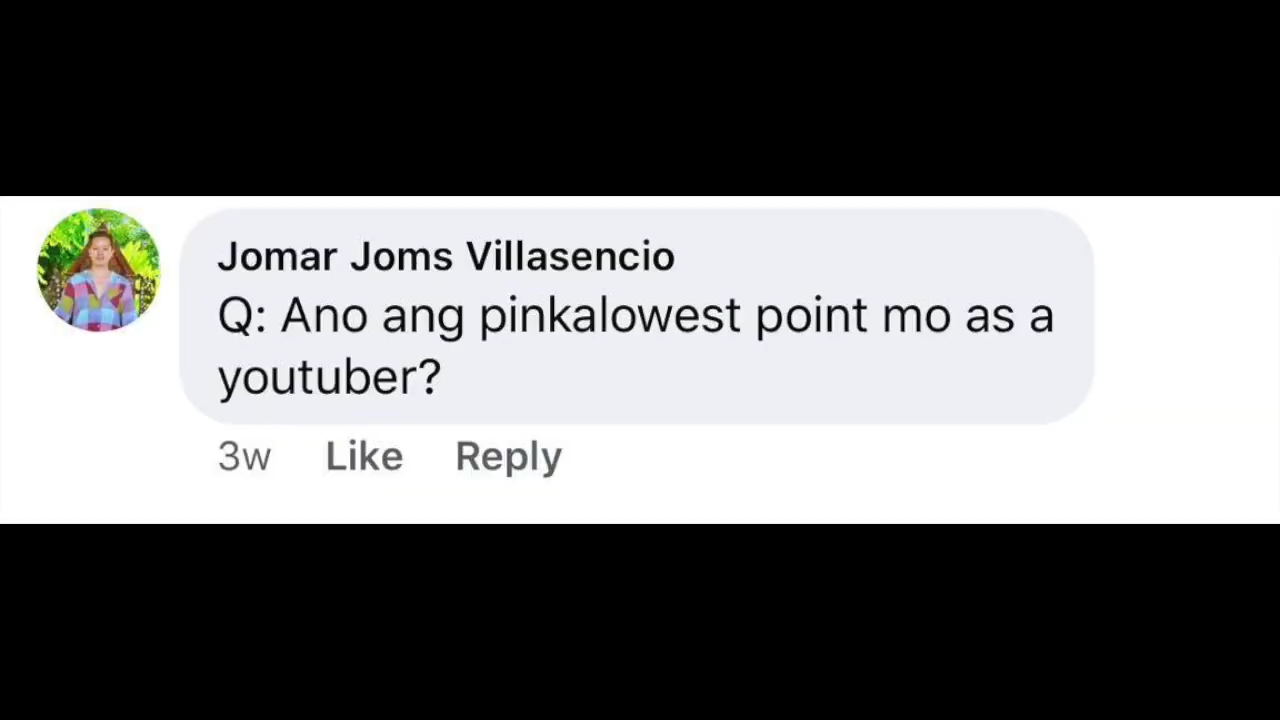 Jomar Joms Villasencio
Q: Ano ang pinkalowest point mo as a
youtuber?
3w Like Reply